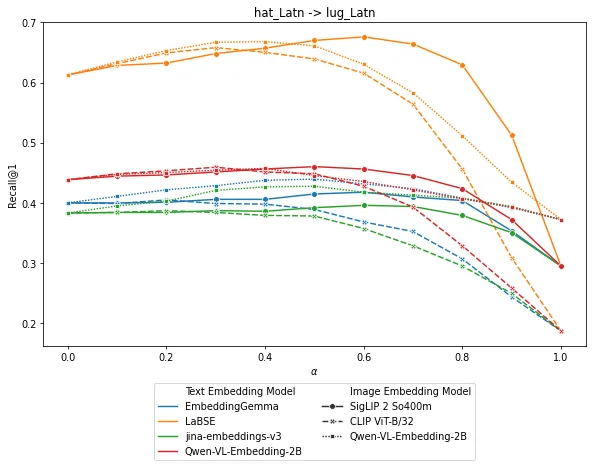 hat_Latn -> lug_Latn
0.7
0.6
0.5
0.4
0.3
0.2
Recall@1
0.0 0.2 0.4 0.6 0.8 1.0
α
Text Embedding Model Image Embedding Model
EmbeddingGemma SigLIP 2 So400m
LaBSE CLIP ViT-B/32
jina-embeddings-v3 Qwen-VL-Embedding-2B
Qwen-VL-Embedding-2B